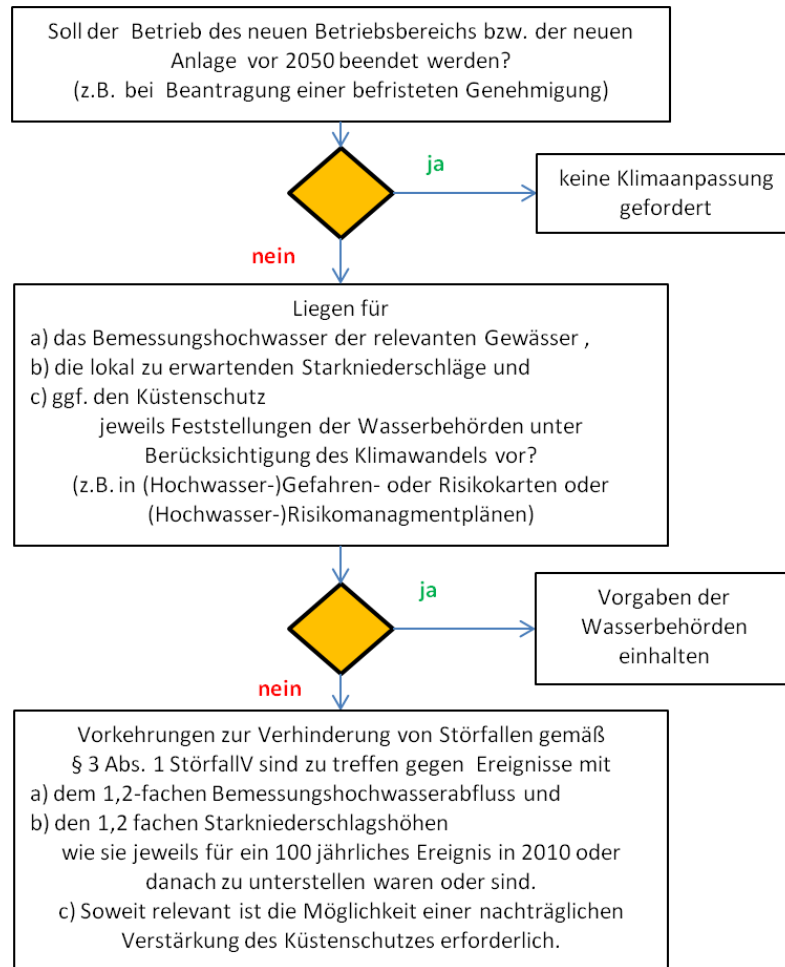 Soll der Betrieb des neuen Betriebsbereichs bzw. der neuen
Anlage vor 2050 beendet werden?
(z.B. bei Beantragung einer befristeten Genehmigung)
ja
keine Klimaanpassung
gefordert
nein
Liegen für
a) das Bemessungshochwasser der relevanten Gewässer ,
b) die lokal zu erwartenden Starkniederschläge und
c) ggf. den Küstenschutz
jeweils Feststellungen der Wasserbehörden unter
Berücksichtigung des Klimawandels vor?
(z.B. in (Hochwasser-)Gefahren- oder Risikokarten oder
(Hochwasser-)Risikomanagmentplänen)
ja
Vorgaben der
Wasserbehörden
einhalten
nein
Vorkehrungen zur Verhinderung von Störfallen gemäß
§ 3 Abs. 1 StörfallV sind zu treffen gegen Ereignisse mit
a) dem 1,2-fachen Bemessungshochwasserabfluss und
b) den 1,2 fachen Starkniederschlagshöhen
wie sie jeweils für ein 100 jährliches Ereignis in 2010 oder
danach zu unterstellen waren oder sind.
c) Soweit relevant ist die Möglichkeit einer nachträglichen
Verstärkung des Küstenschutzes erforderlich.